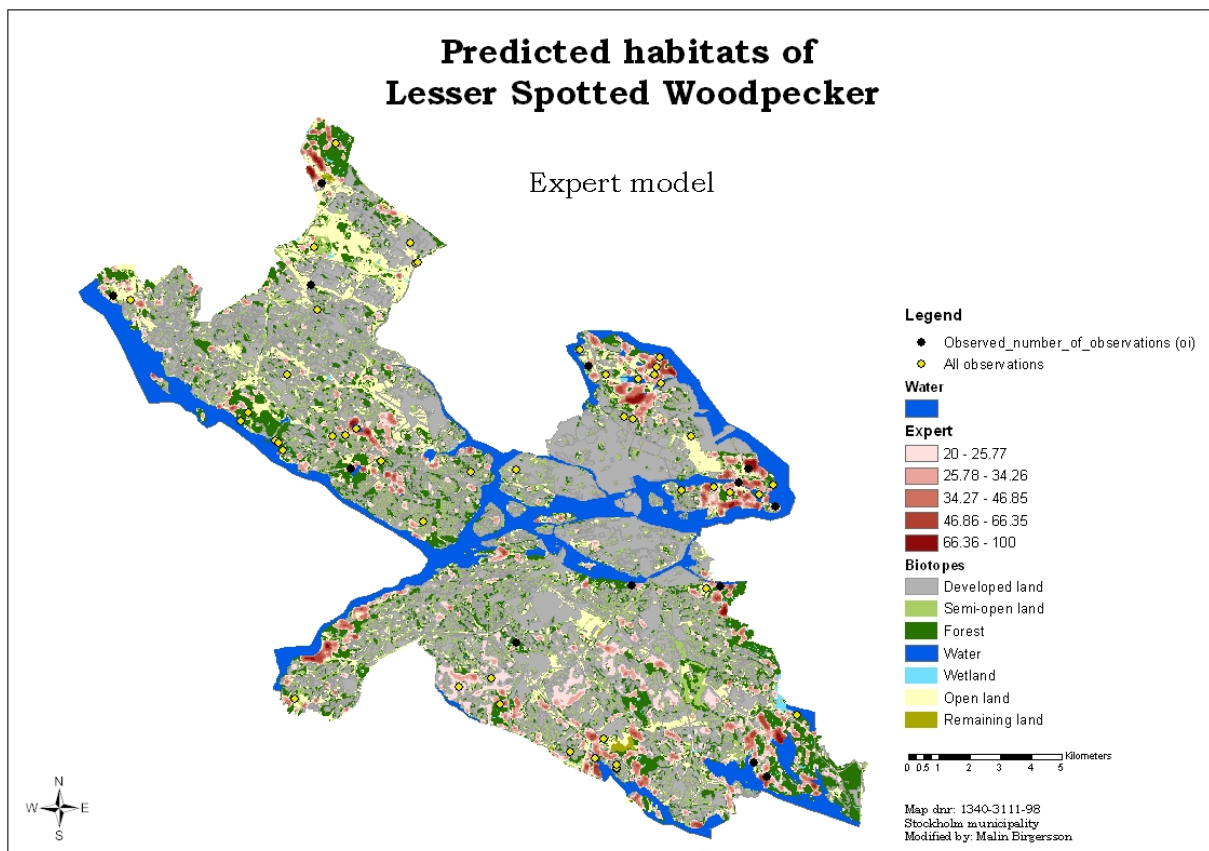 Predicted habitats of
Lesser Spotted Woodpecker
Expert model
Legend
Observed_number_of_observations (oi)
All observations
Water
Expert
20 - 25.77
25.78 - 34.26
34.27 - 46.85
46.86 - 66.35
66.36 - 100
Biotopes
Developed land
Semi-open land
Forest
Water
Wetland
Open land
Remaining land
Kilometers
0 0.5 1 2 3 4 5
N
W E
S
Map dnr: 1340-3111-98
Stockholm municipality
Modified by: Malin Birgersson